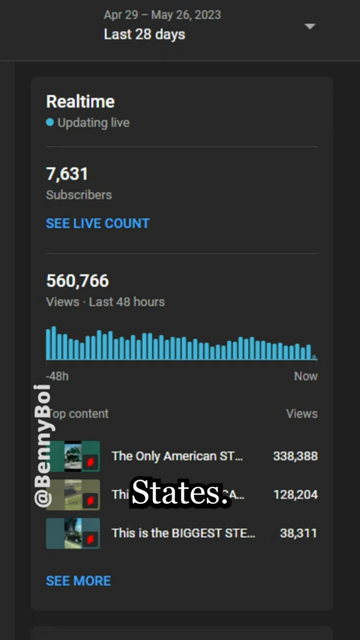 Apr 29 – May 26, 2023
Last 28 days
Realtime
Updating live
7,631
Subscribers
SEE LIVE COUNT
560,766
Views · Last 48 hours
-48h
Now
Top content
Views
The Only American ST...
338,388
128,204
This is the BIGGEST STE...
38,311
SEE MORE
@BennyBoi
States.